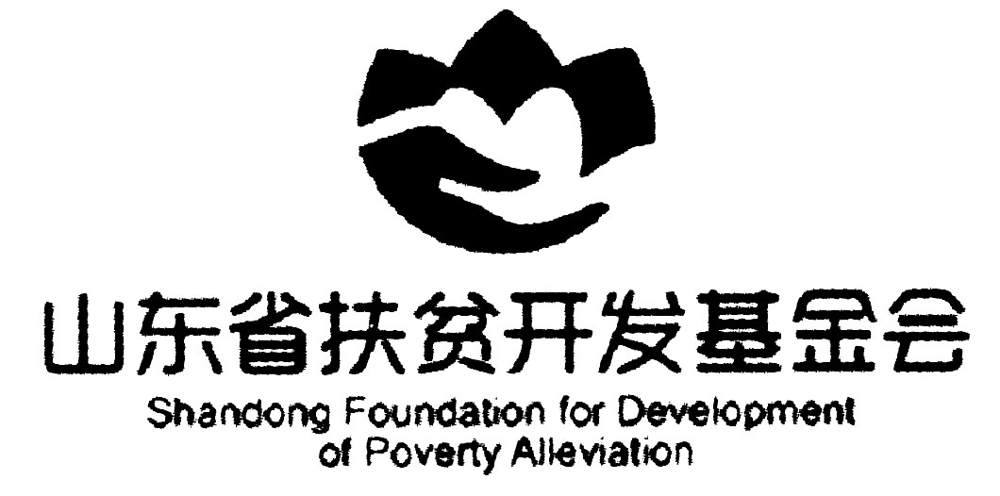 山东省扶贫开发基金会
Shandong Foundation for Development
of Poverty Alleviation